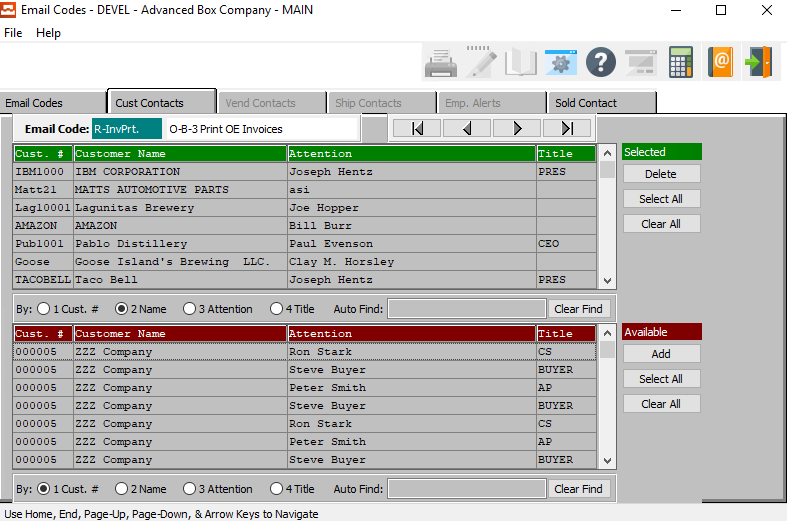 Email Codes - DEVEL - Advanced Box Company - MAIN
File Help
Email Codes Cust Contacts Vend Contacts Ship Contacts Emp. Alerts Sold Contact
Email Code: R-InvPrt. O-B-3 Print OE Invoices
Cust. # Customer Name Attention Title Selected
IBM1000 IBM CORPORATION Joseph Hentz PRES Delete
Matt21 MATTS AUTOMOTIVE PARTS asi Select All
Lag10001 Lagunitas Brewery Joe Hopper
AMAZON AMAZON Bill Burr Clear All
Pub1001 Pablo Distillery Paul Evenson CEO
Goose Goose Island's Brewing LLC. Clay M. Horsley
TACOBELL Taco Bell Joseph Hentz PRES
By: 1 Cust. # 2 Name 3 Attention 4 Title Auto Find: Clear Find
Cust. # Customer Name Attention Title Available
000005 ZZZ Company Ron Stark CS Add
000005 ZZZ Company Steve Buyer BUYER Select All
000005 ZZZ Company Peter Smith AP
000005 ZZZ Company Steve Buyer BUYER Clear All
000005 ZZZ Company Ron Stark CS
000005 ZZZ Company Peter Smith AP
000005 ZZZ Company Steve Buyer BUYER
By: 1 Cust. # 2 Name 3 Attention 4 Title Auto Find: Clear Find
Use Home, End, Page-Up, Page-Down, & Arrow Keys to Navigate